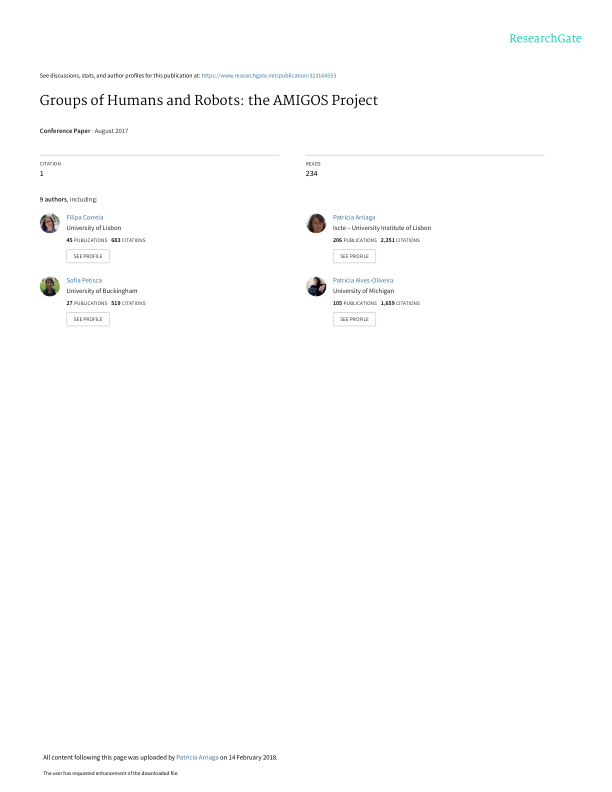 ResearchGate
See discussions, stats, and author profiles for this publication at: https://www.researchgate.net/publication/323164553
Groups of Humans and Robots: the AMIGOS Project
Conference Paper · August 2017
CITATION
1
READS
234
9 authors, including:
Filipa Correia
University of Lisbon
45 PUBLICATIONS 683 CITATIONS
SEE PROFILE
Patrícia Arriaga
Iscte – University Institute of Lisbon
206 PUBLICATIONS 2,351 CITATIONS
SEE PROFILE
Sofia Petisca
University of Buckingham
27 PUBLICATIONS 519 CITATIONS
SEE PROFILE
Patrícia Alves-Oliveira
University of Michigan
105 PUBLICATIONS 1,659 CITATIONS
SEE PROFILE
All content following this page was uploaded by Patrícia Arriaga on 14 February 2018.
The user has requested enhancement of the downloaded file.